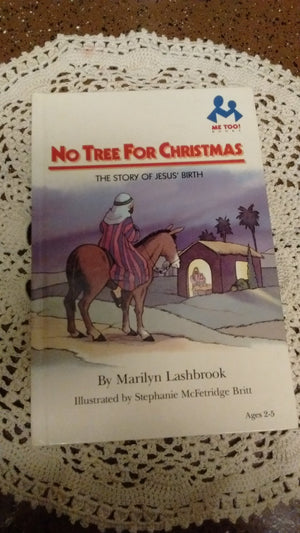 ME TOO!
BOOKS
NO TREE FOR CHRISTMAS
THE STORY OF JESUS' BIRTH
By Marilyn Lashbrook
Illustrated by Stephanie McFetridge Britt
Ages 2-5